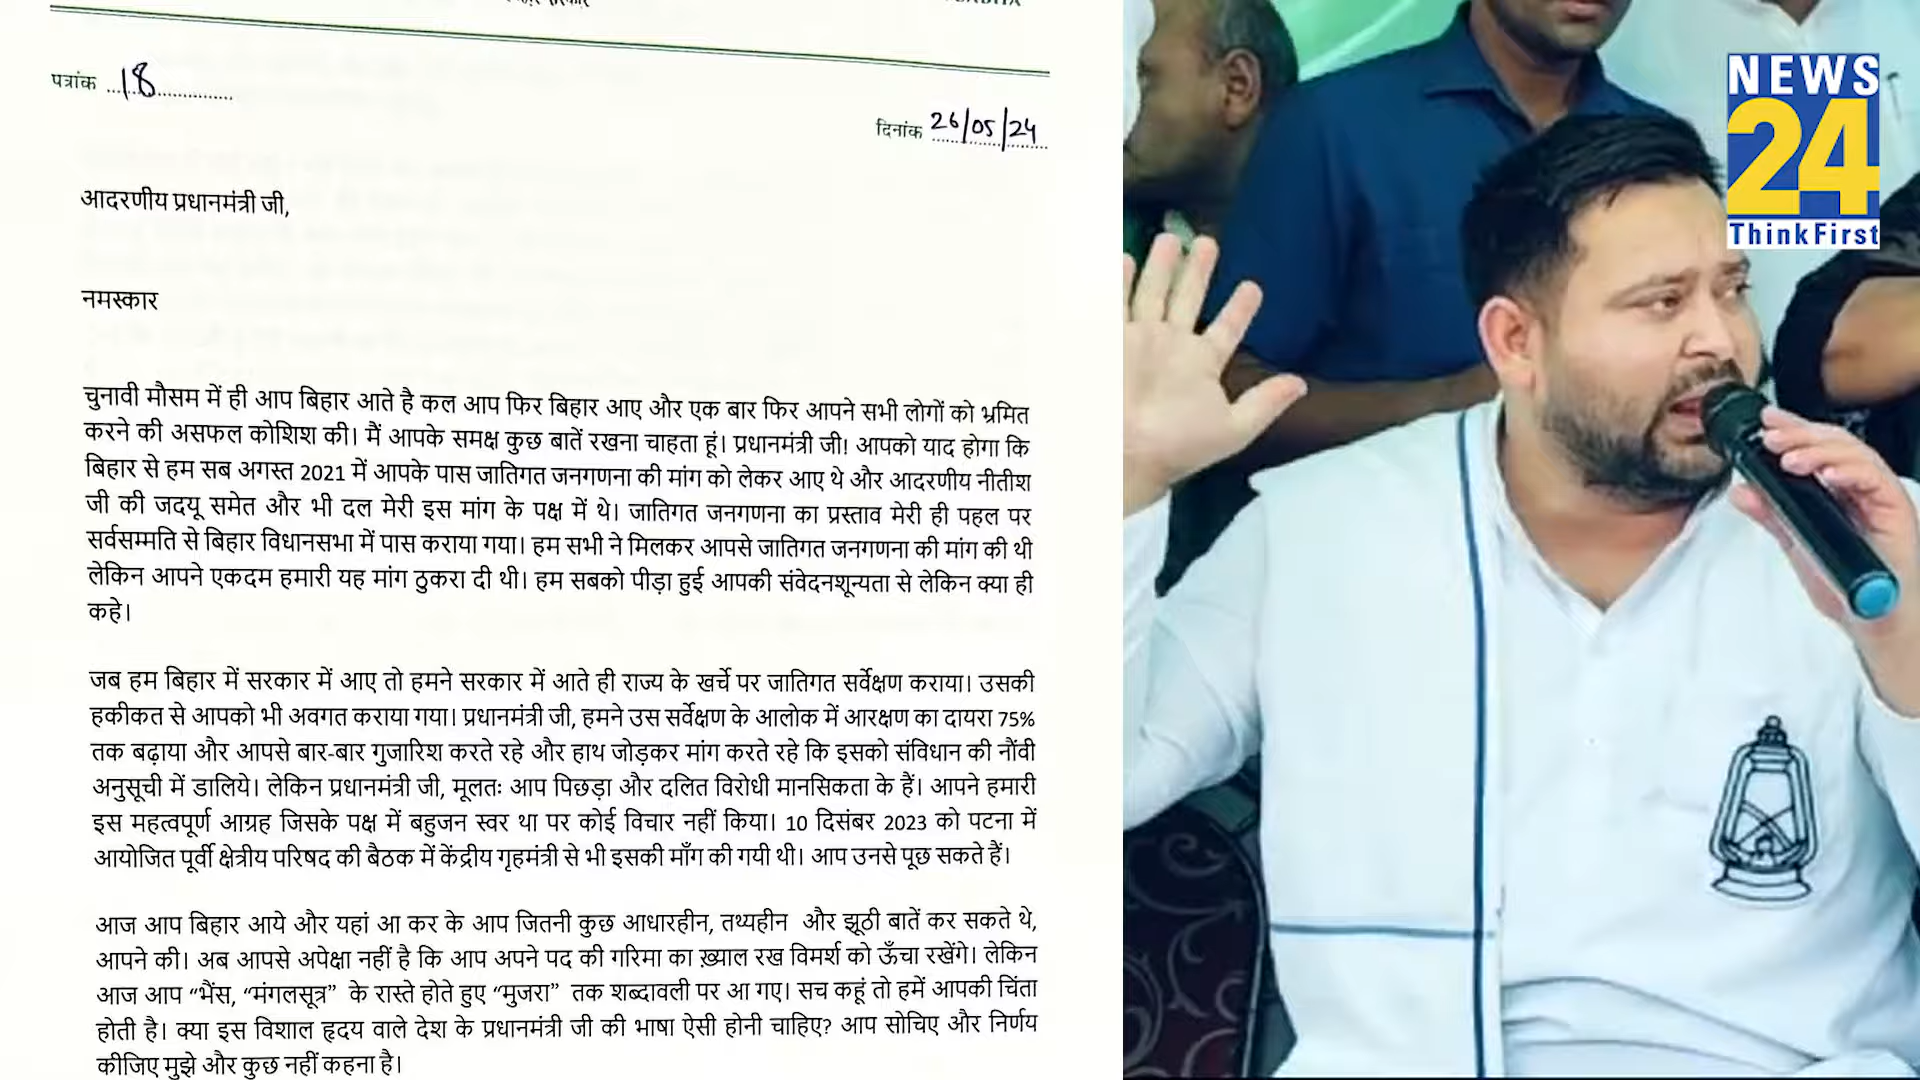 पत्रांक 18
दिनांक 26/05/24
आदरणीय प्रधानमंत्री जी,
नमस्कार
चुनावी मौसम में ही आप बिहार आते है कल आप फिर बिहार आए और एक बार फिर आपने सभी लोगों को भ्रमित
करने की असफल कोशिश की। मैं आपके समक्ष कुछ बातें रखना चाहता हूं। प्रधानमंत्री जी! आपको याद होगा कि
बिहार से हम सब अगस्त 2021 में आपके पास जातिगत जनगणना की मांग को लेकर आए थे और आदरणीय नीतीश
जी की जदयू समेत और भी दल मेरी इस मांग के पक्ष में थे। जातिगत जनगणना का प्रस्ताव मेरी ही पहल पर
सर्वसम्मति से बिहार विधानसभा में पास कराया गया। हम सभी ने मिलकर आपसे जातिगत जनगणना की मांग की थी
लेकिन आपने एकदम हमारी यह मांग ठुकरा दी थी। हम सबको पीड़ा हुई आपकी संवेदनशून्यता से लेकिन क्या ही
कहे।
जब हम बिहार में सरकार में आए तो हमने सरकार में आते ही राज्य के खर्चे पर जातिगत सर्वेक्षण कराया। उसकी
हकीकत से आपको भी अवगत कराया गया। प्रधानमंत्री जी, हमने उस सर्वेक्षण के आलोक में आरक्षण का दायरा 75%
तक बढ़ाया और आपसे बार-बार गुजारिश करते रहे और हाथ जोड़कर मांग करते रहे कि इसको संविधान की नौंवी
अनुसूची में डालिये। लेकिन प्रधानमंत्री जी, मूलतः आप पिछड़ा और दलित विरोधी मानसिकता के हैं। आपने हमारी
इस महत्वपूर्ण आग्रह जिसके पक्ष में बहुजन स्वर था पर कोई विचार नहीं किया। 10 दिसंबर 2023 को पटना में
आयोजित पूर्वी क्षेत्रीय परिषद की बैठक में केंद्रीय गृहमंत्री से भी इसकी माँग की गयी थी। आप उनसे पूछ सकते हैं।
आज आप बिहार आये और यहां आ कर के आप जितनी कुछ आधारहीन, तथ्यहीन और झूठी बातें कर सकते थे,
आपने की। अब आपसे अपेक्षा नहीं है कि आप अपने पद की गरिमा का ख़्याल रख विमर्श को ऊँचा रखेंगे। लेकिन
आज आप “भैंस, “मंगलसूत्र” के रास्ते होते हुए “मुजरा” तक शब्दावली पर आ गए। सच कहूं तो हमें आपकी चिंता
होती है। क्या इस विशाल हृदय वाले देश के प्रधानमंत्री जी की भाषा ऐसी होनी चाहिए? आप सोचिए और निर्णय
कीजिए मुझे और कुछ नहीं कहना है।
NEWS
24
Think First